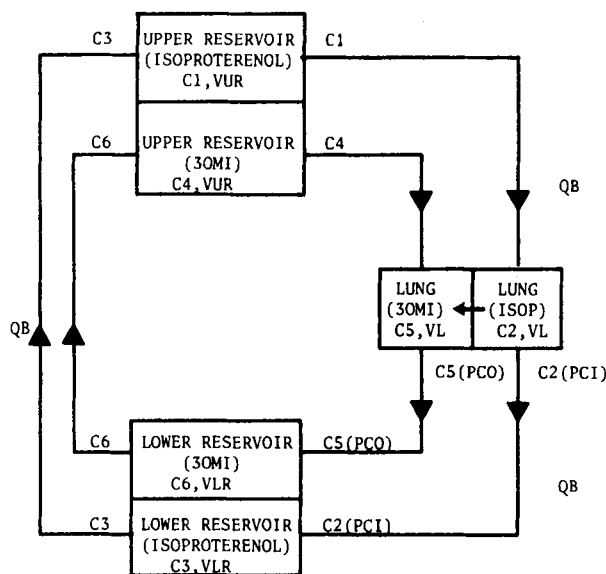 C3
UPPER RESERVOIR
(ISOPROTERENOL)
C1,VUR
C1
C6
UPPER RESERVOIR
(3OMI)
C4,VUR
C4
QB
LUNG
(3OMI)
C5,VL
LUNG
(ISOP)
C2,VL
QB
C5(PCO)
C2(PCI)
C6
LOWER RESERVOIR
(3OMI)
C6,VLR
C5(PCO)
QB
C3
LOWER RESERVOIR
(ISOPROTERENOL)
C3,VLR
C2(PCI)